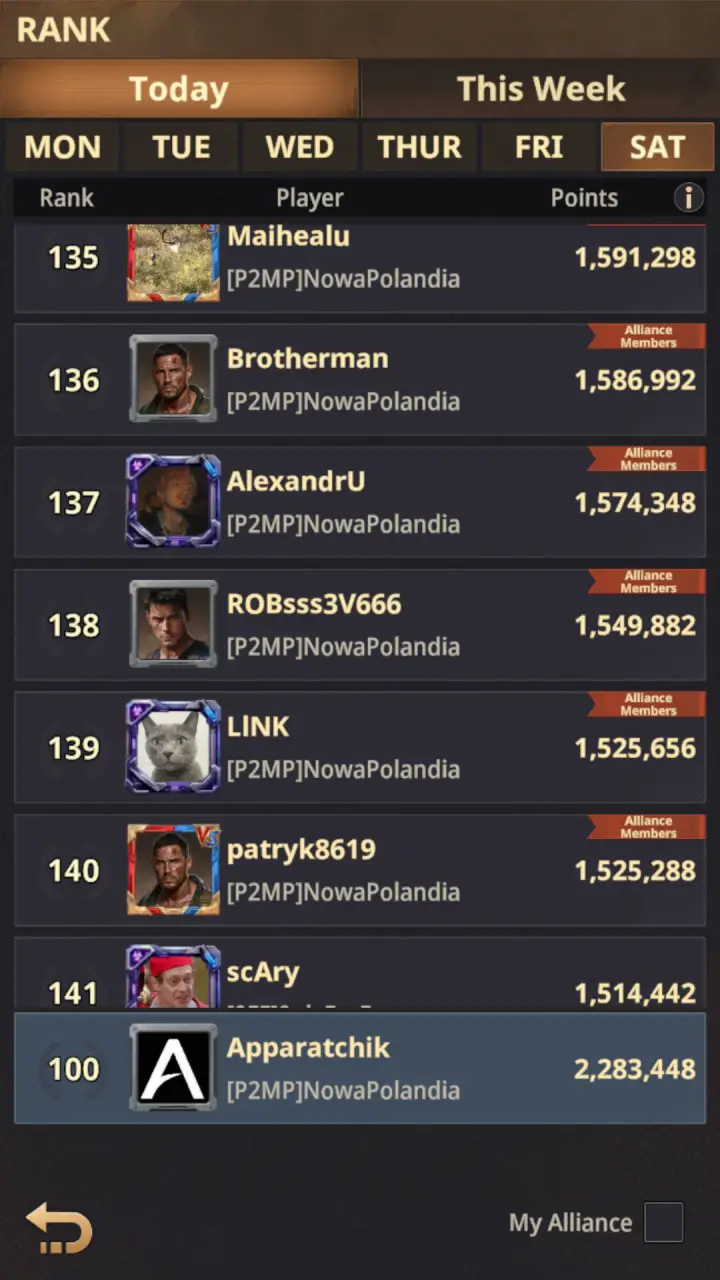 RANK
Today
This Week
MON
TUE
WED
THUR
FRI
SAT
Rank
Player
Points
i
135
Maihealu
[P2MP]NowaPolandia
1,591,298
Alliance
Members
136
Brotherman
[P2MP]NowaPolandia
1,586,992
Alliance
Members
137
AlexandrU
[P2MP]NowaPolandia
1,574,348
Alliance
Members
138
ROBsss3V666
[P2MP]NowaPolandia
1,549,882
Alliance
Members
139
LlNK
[P2MP]NowaPolandia
1,525,656
Alliance
Members
140
VS
patryk8619
[P2MP]NowaPolandia
1,525,288
141
scAry
1,514,442
100
Apparatchik
[P2MP]NowaPolandia
2,283,448
My Alliance